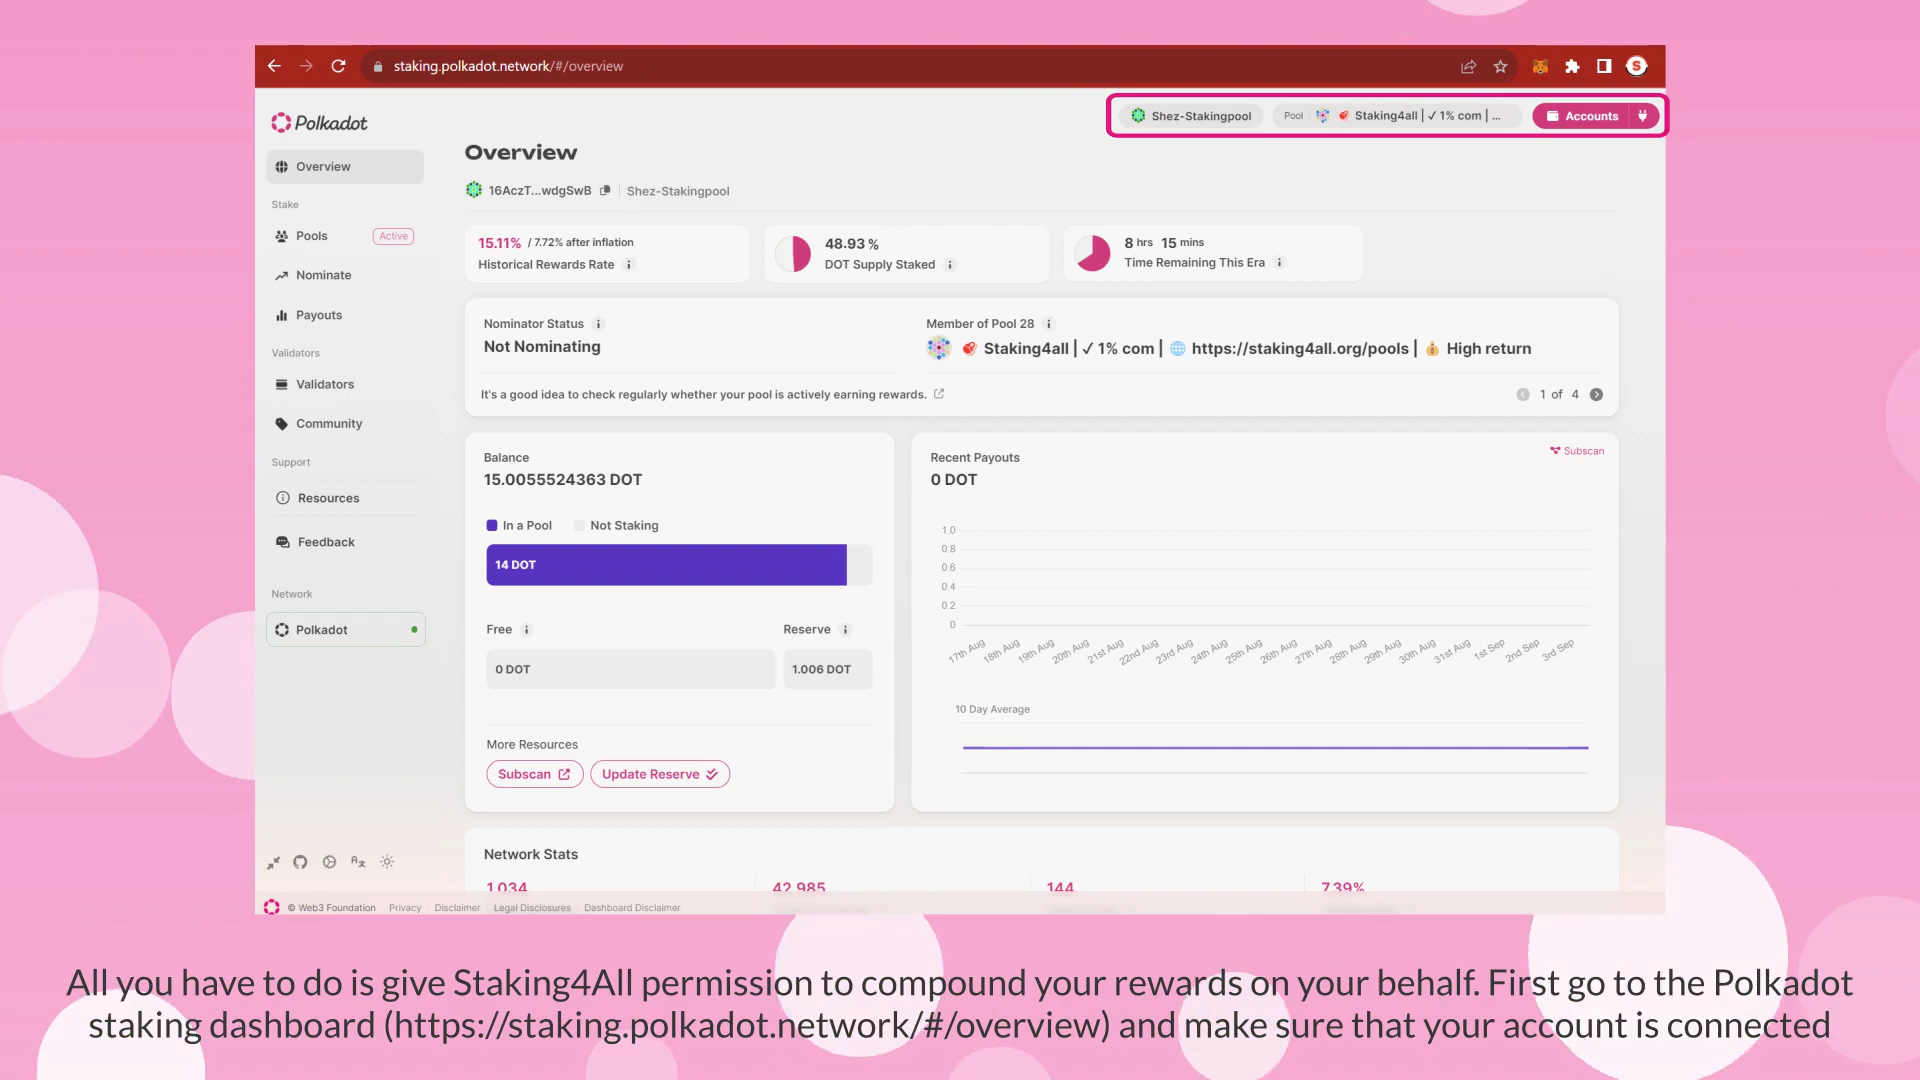 staking.polkadot.network/#/overview
Shez-Stakingpool
Pool Staking4all | ✓ 1% com | ...
Accounts
Polkadot
Overview
Overview
16AczT...wdgSwB
Shez-Stakingpool
Stake
Pools
Active
Nominate
Payouts
Validators
Validators
Community
Support
Resources
Feedback
Network
Polkadot
15.11% / 7.72% after inflation
Historical Rewards Rate
48.93 %
DOT Supply Staked
8 hrs 15 mins
Time Remaining This Era
Nominator Status
Not Nominating
Member of Pool 28
Staking4all | ✓ 1% com | 🌐 https://staking4all.org/pools | 💰 High return
It's a good idea to check regularly whether your pool is actively earning rewards.
1 of 4
Balance
15.0055524363 DOT
In a Pool
Not Staking
14 DOT
Free
Reserve
0 DOT
1.006 DOT
More Resources
Subscan
Update Reserve
Recent Payouts
0 DOT
Subscan
1.0
0.8
0.6
0.4
0.2
0
17th Aug 18th Aug 19th Aug 20th Aug 21st Aug 22nd Aug 23rd Aug 24th Aug 25th Aug 26th Aug 27th Aug 28th Aug 29th Aug 30th Aug 31st Aug 1st Sep 2nd Sep 3rd Sep
10 Day Average
Network Stats
1,034
42,985
144
7.39%
© Web3 Foundation Privacy Disclaimer Legal Disclosures Dashboard Disclaimer
All you have to do is give Staking4All permission to compound your rewards on your behalf. First go to the Polkadot
staking dashboard (https://staking.polkadot.network/#/overview) and make sure that your account is connected